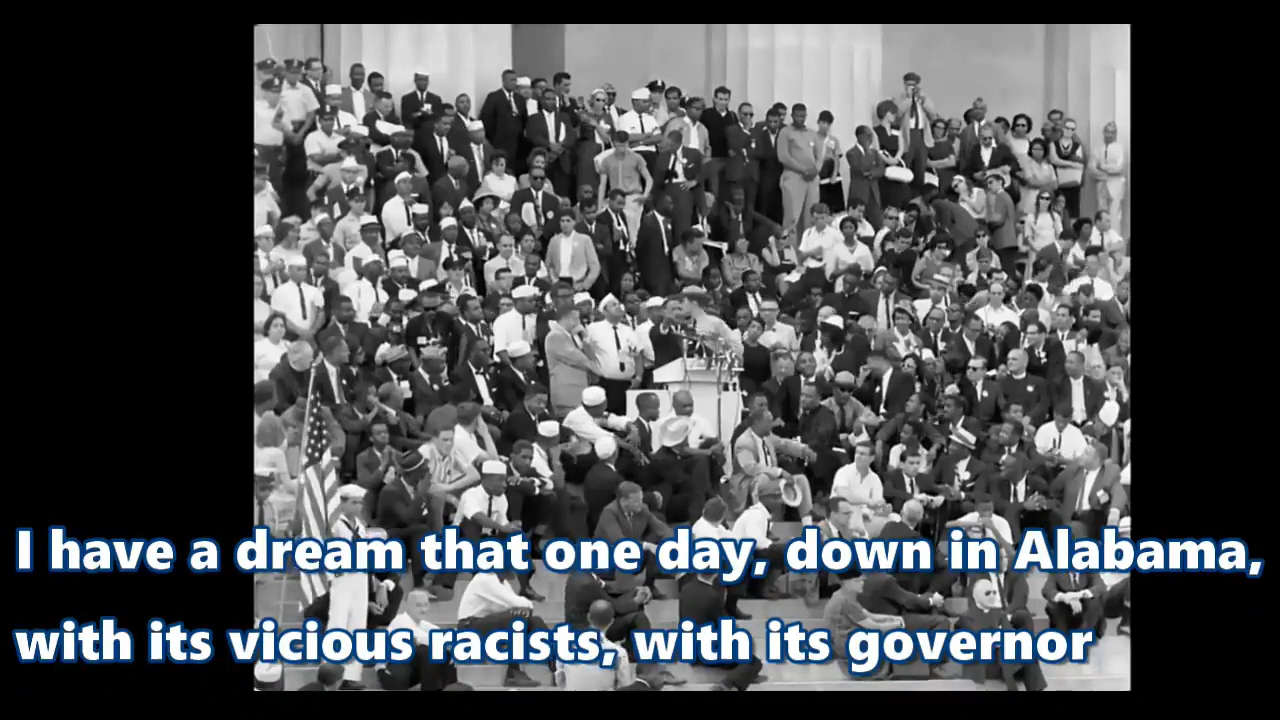 I have a dream that one day, down in Alabama,
with its vicious racists, with its governor